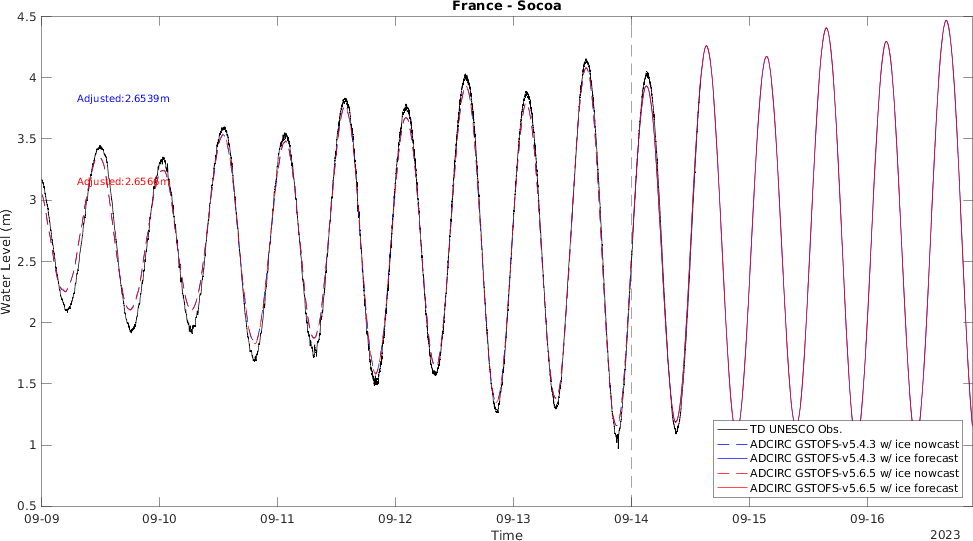 France - Socoa
4.5
4
3.5
3
2.5
2
1.5
1
0.5
Water Level (m)
Adjusted:2.6539m
Adjusted:2.6566m
TD UNESCO Obs.
ADCIRC GSTOFS-v5.4.3 w/ ice nowcast
ADCIRC GSTOFS-v5.4.3 w/ ice forecast
ADCIRC GSTOFS-v5.6.5 w/ ice nowcast
ADCIRC GSTOFS-v5.6.5 w/ ice forecast
09-09 09-10 09-11 09-12 09-13 09-14 09-15 09-16
Time
2023